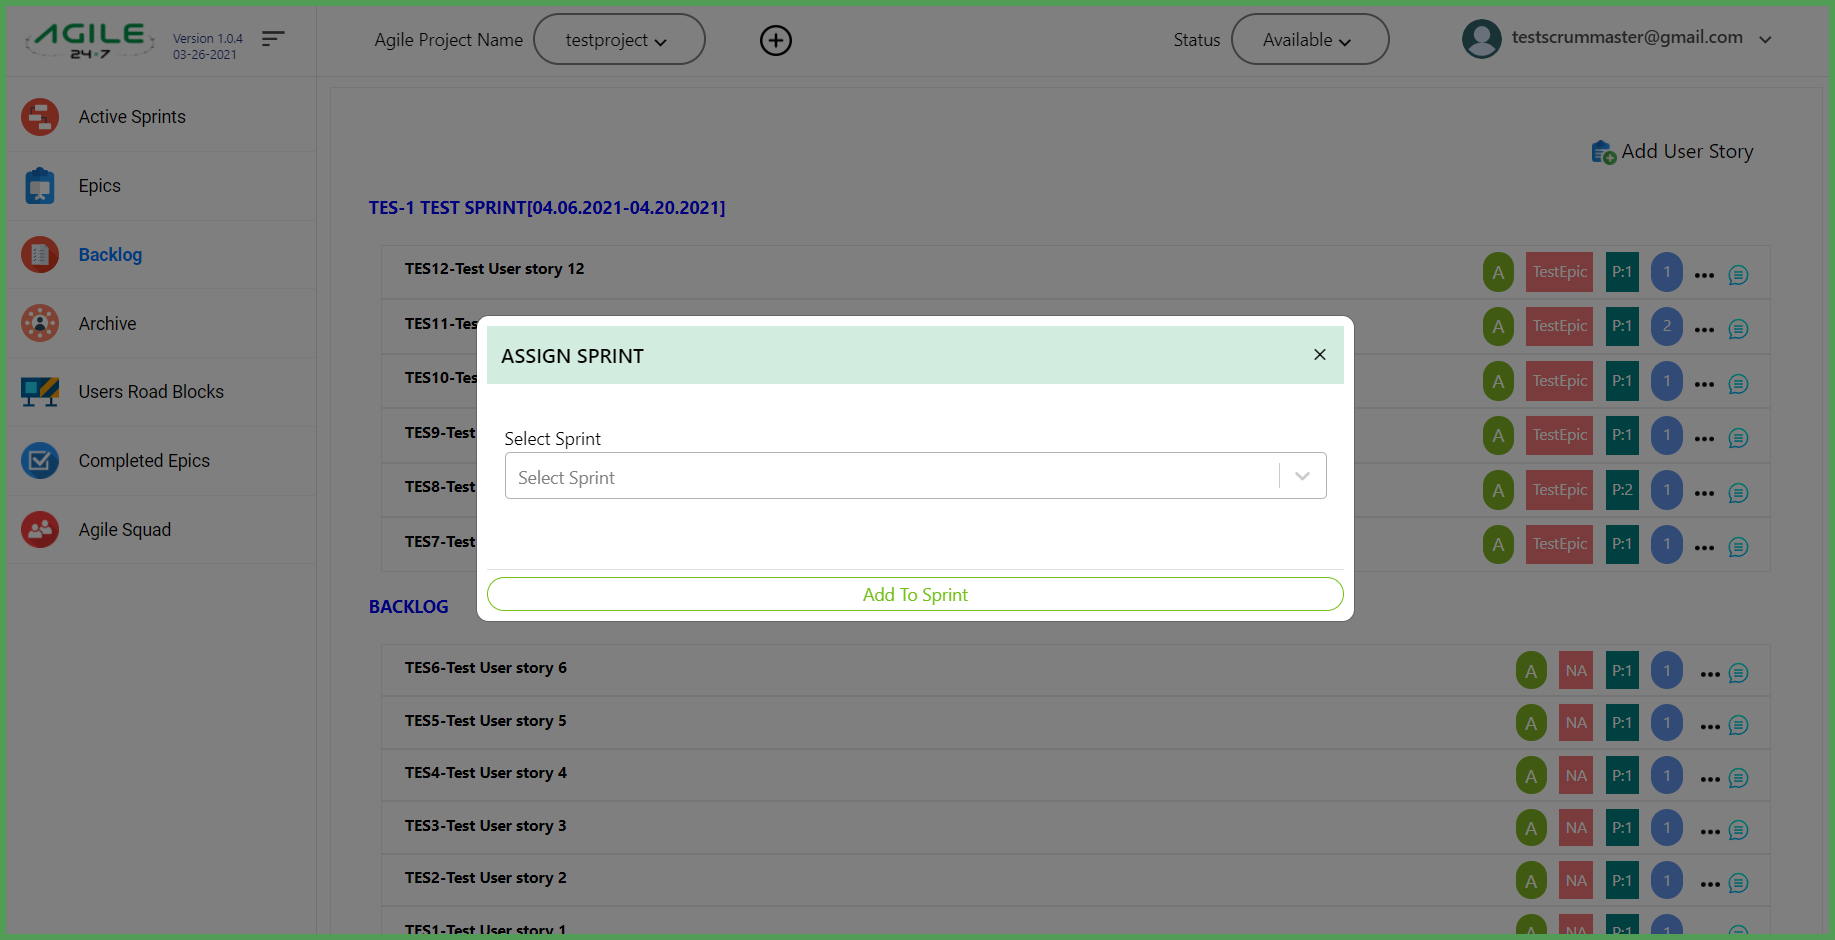 AGILE
24×7
Version 1.0.4
03-26-2021
Agile Project Name
testproject
Status
Available
testscrummaster@gmail.com
Active Sprints
Epics
Backlog
Archive
Users Road Blocks
Completed Epics
Agile Squad
Add User Story
TES-1 TEST SPRINT[04.06.2021-04.20.2021]
TES12-Test User story 12
A TestEpic P:1 1
TES11-Tes
A TestEpic P:1 2
TES10-Tes
A TestEpic P:1 1
TES9-Test
A TestEpic P:1 1
TES8-Test
A TestEpic P:2 1
TES7-Test
A TestEpic P:1 1
ASSIGN SPRINT
Select Sprint
Select Sprint
Add To Sprint
BACKLOG
TES6-Test User story 6
A NA P:1 1
TES5-Test User story 5
A NA P:1 1
TES4-Test User story 4
A NA P:1 1
TES3-Test User story 3
A NA P:1 1
TES2-Test User story 2
A NA P:1 1
TES1-Test User story 1
A NA P:1 1